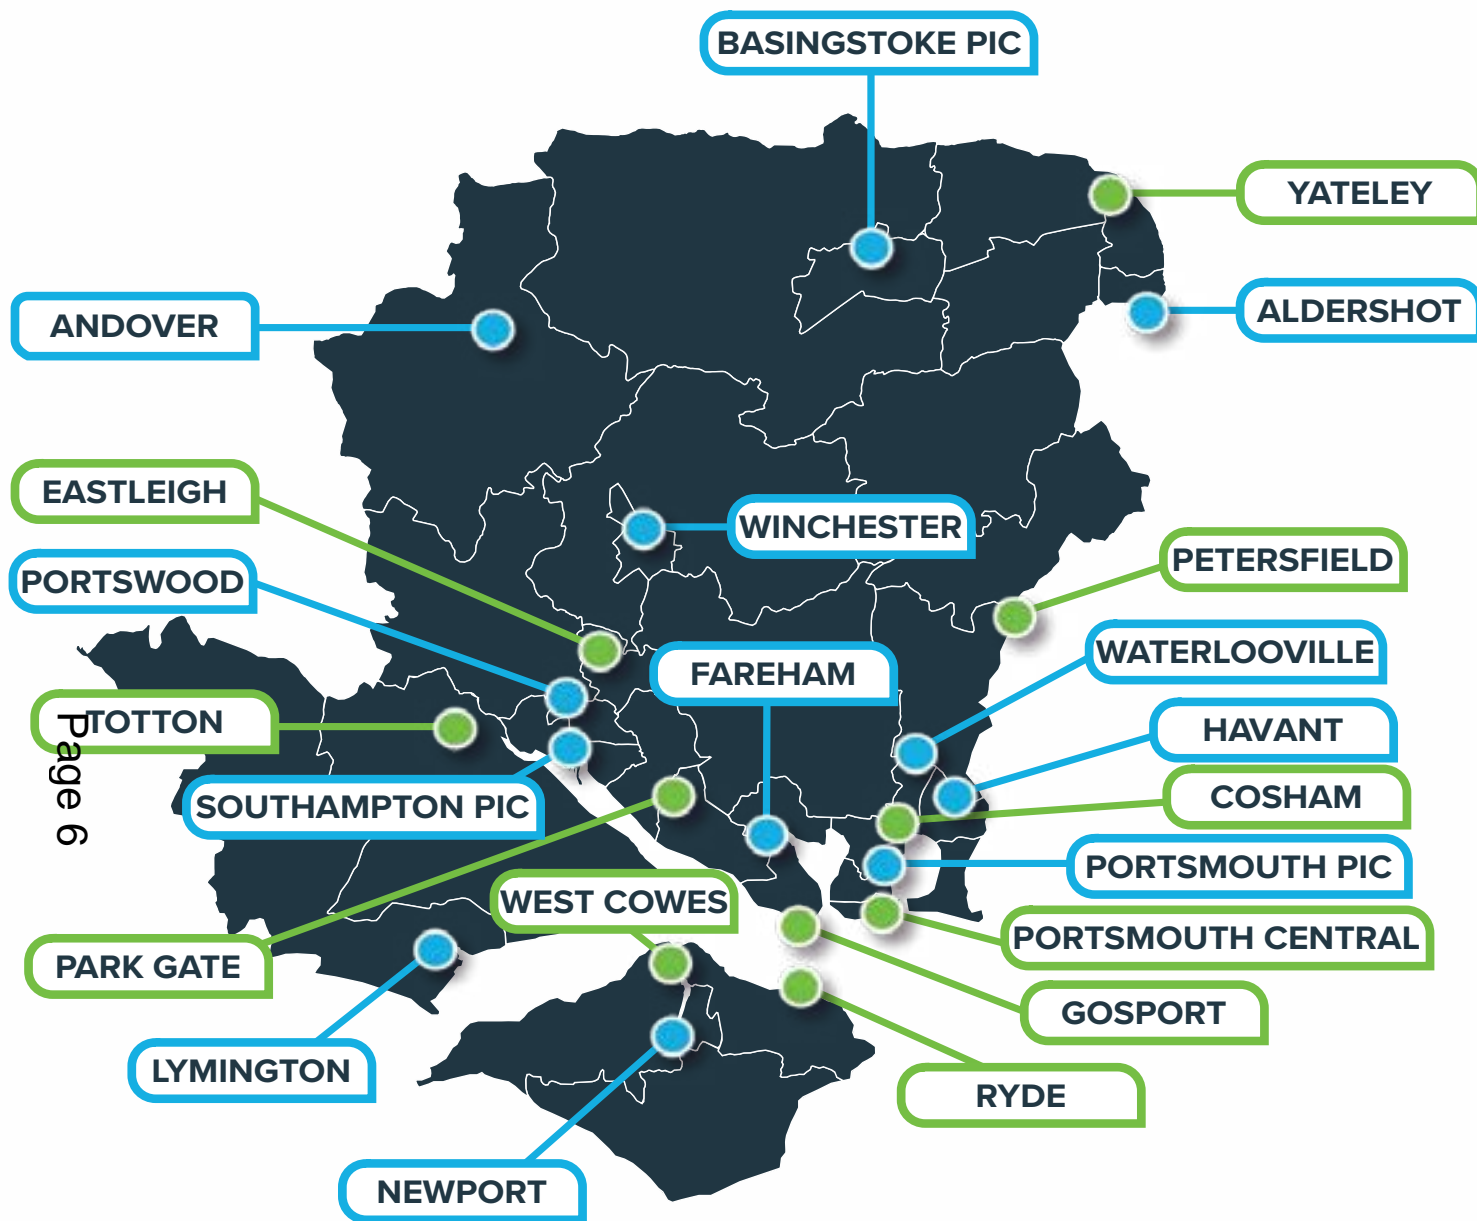 BASINGSTOKE PIC
YATELEY
ANDOVER
ALDERSHOT
EASTLEIGH
WINCHESTER
PETERSFIELD
PORTSWOOD
WATERLOOVILLE
FAREHAM
TOTTON
HAVANT
SOUTHAMPTON PIC
COSHAM
PORTSMOUTH PIC
WEST COWES
PORTSMOUTH CENTRAL
PARK GATE
GOSPORT
LYMINGTON
RYDE
NEWPORT
Page 6